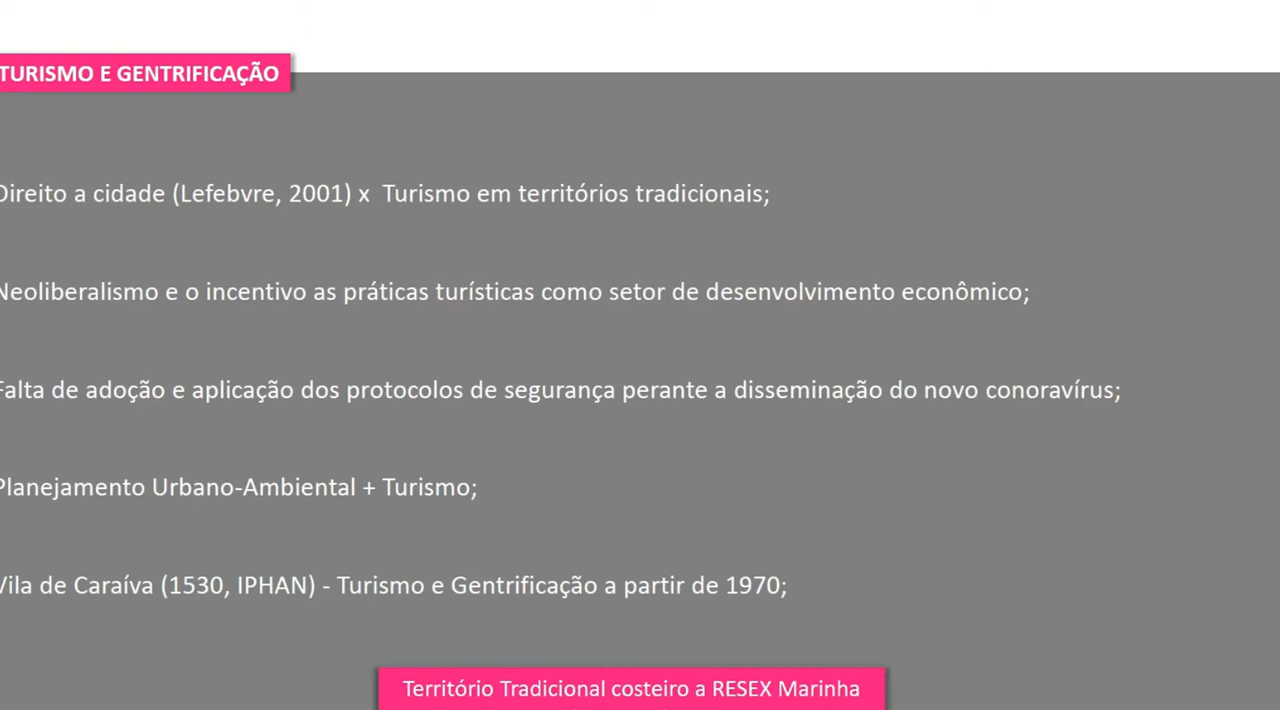 TURISMO E GENTRIFICAÇÃO
Direito a cidade (Lefebvre, 2001) x Turismo em territórios tradicionais;
Neoliberalismo e o incentivo as práticas turísticas como setor de desenvolvimento econômico;
Falta de adoção e aplicação dos protocolos de segurança perante a disseminação do novo conoravírus;
Planejamento Urbano-Ambiental + Turismo;
Vila de Caraíva (1530, IPHAN) - Turismo e Gentrificação a partir de 1970;
Território Tradicional costeiro a RESEX Marinha